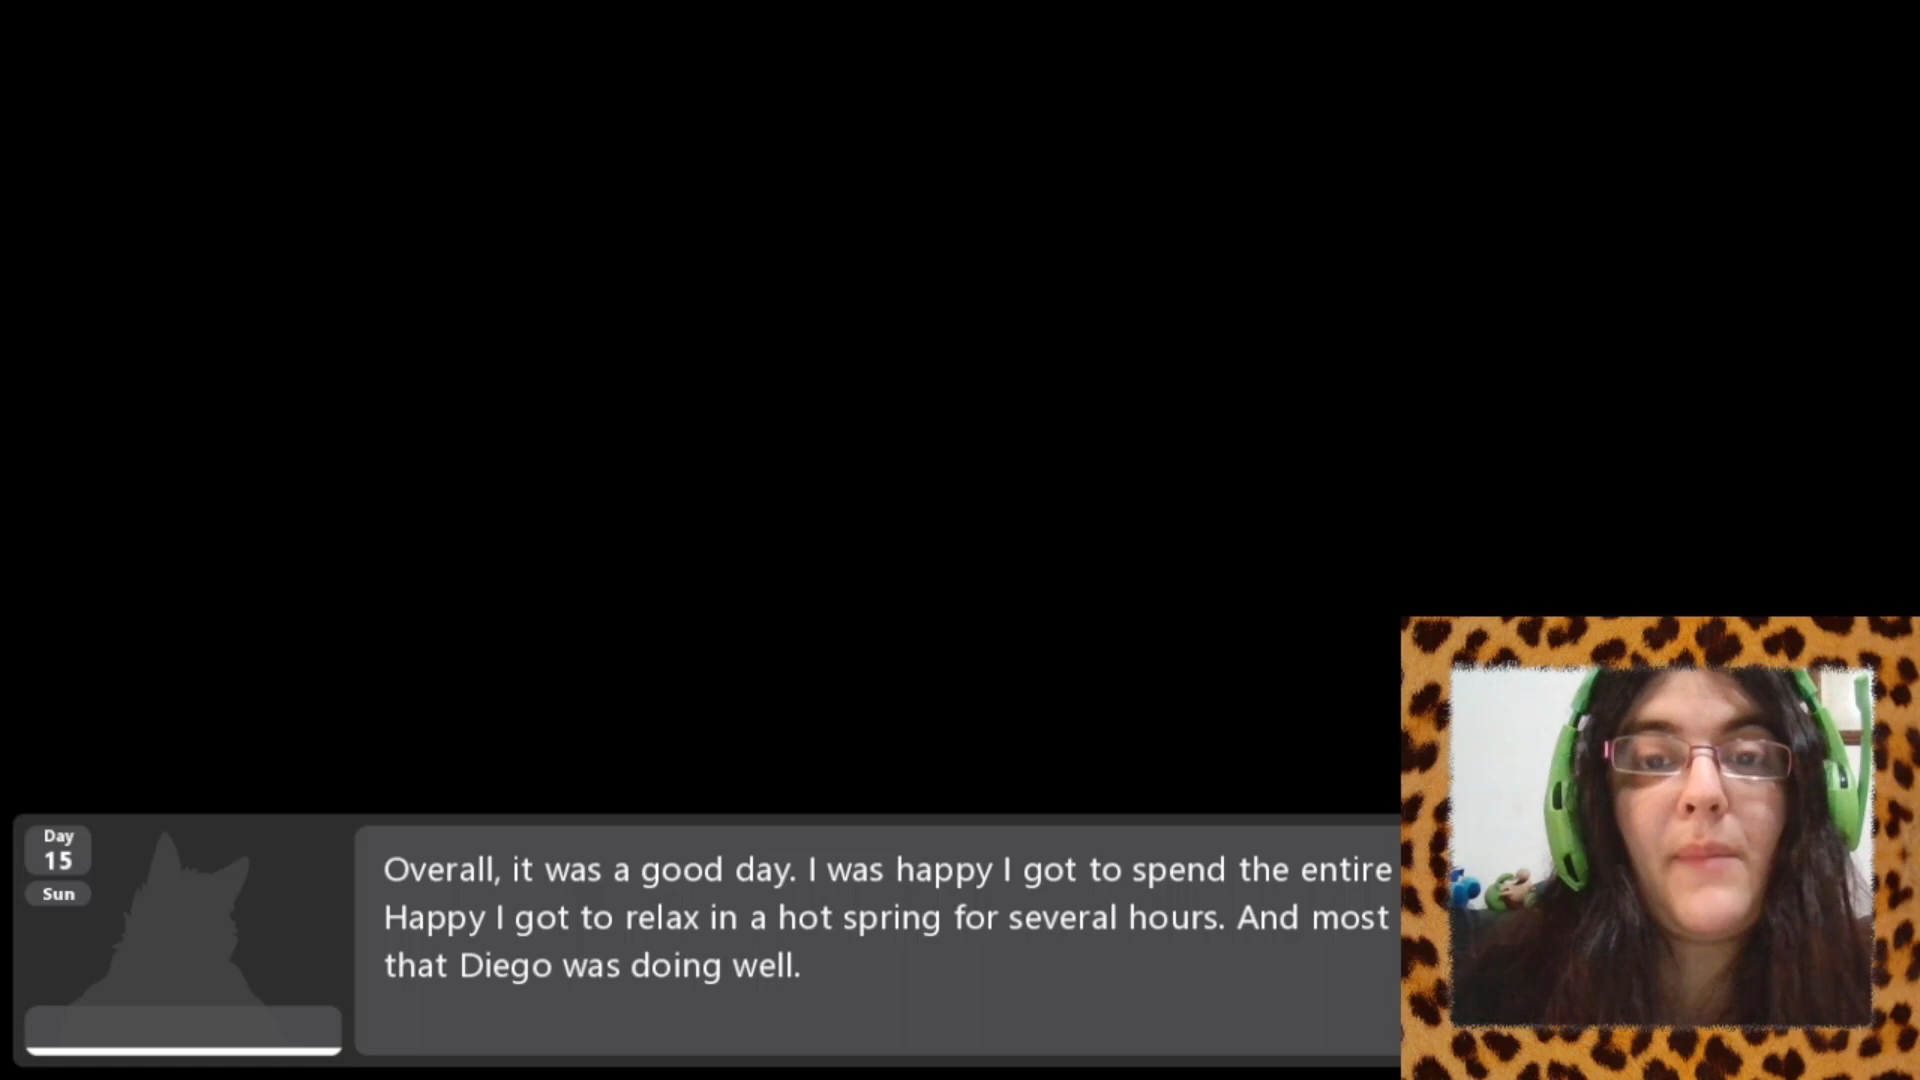 Day
15
Sun
Overall, it was a good day. I was happy I got to spend the entire
Happy I got to relax in a hot spring for several hours. And most
that Diego was doing well.